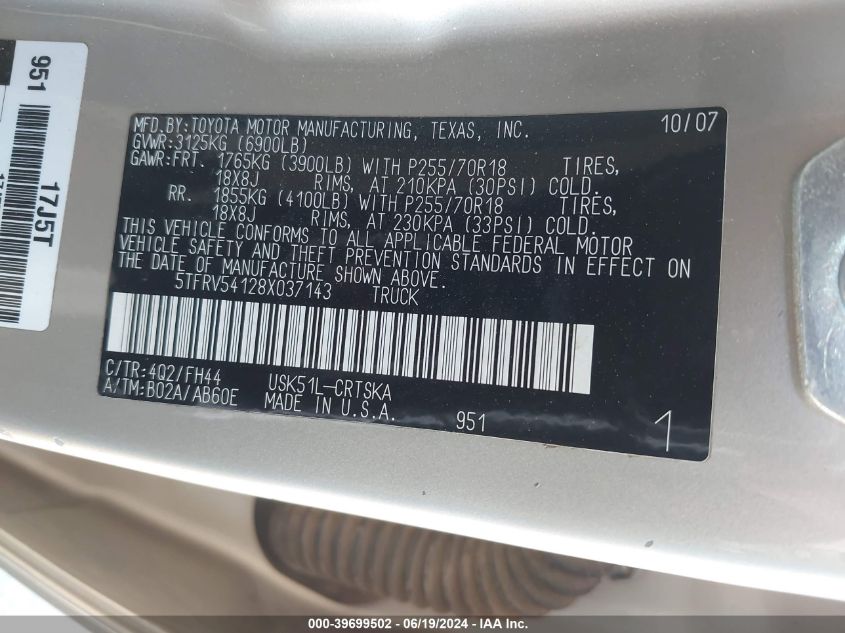 951
17J5T
MFD.BY:TOYOTA MOTOR MANUFACTURING, TEXAS, INC. 10/07
GVWR:3125KG (6900LB)
GAWR:FRT. 1765KG (3900LB) WITH P255/70R18 TIRES,
18X8J RIMS, AT 210KPA (30PSI) COLD.
RR. 1855KG (4100LB) WITH P255/70R18 TIRES,
18X8J RIMS, AT 230KPA (33PSI) COLD.
THIS VEHICLE CONFORMS TO ALL APPLICABLE FEDERAL MOTOR
VEHICLE SAFETY AND THEFT PREVENTION STANDARDS IN EFFECT ON
THE DATE OF MANUFACTURE SHOWN ABOVE.
5TFRV54128X037143 TRUCK
C/TR:4Q2/FH44 USK51L-CRTSKA
A/TM:B02A/AB60E MADE IN U.S.A. 951 1
000-39699502 - 06/19/2024 - IAA Inc.